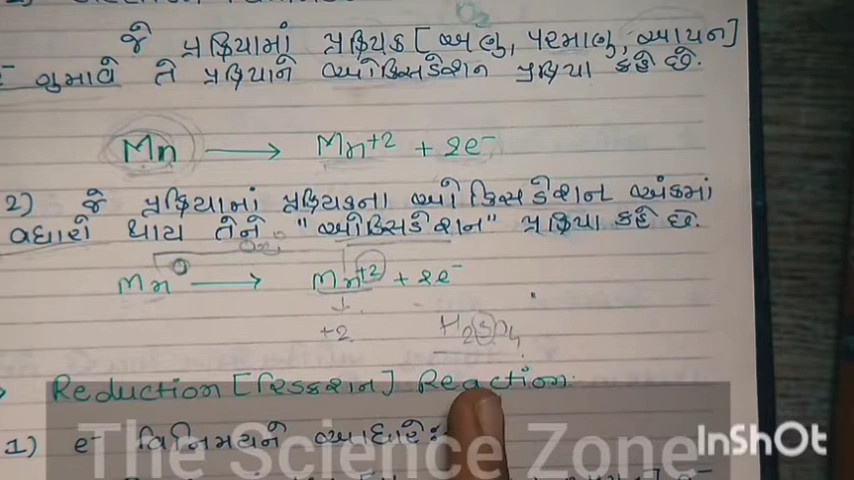 O₂
જે પ્રક્રિયામાં પ્રક્રિયક [અણુ, પરમાણુ, આયન]
e⁻ ગુમાવે તે પ્રક્રિયાને ઓક્સિડેશન પ્રક્રિયા કહે છે.
Mn → Mn⁺² + 2e⁻
2) જે પ્રક્રિયાનાં પ્રક્રિયકના ઓક્સિડેશન અંકમાં
વધારો થાય તેને "ઓક્સિડેશન" પ્રક્રિયા કહે છે.
Mn⁰ → Mn⁺² + 2e⁻
+2 H₂SO₄
Reduction [રિડક્શન] Reaction
1) e⁻ વિનિમયને આધારે:
The Science Zone
InShOt